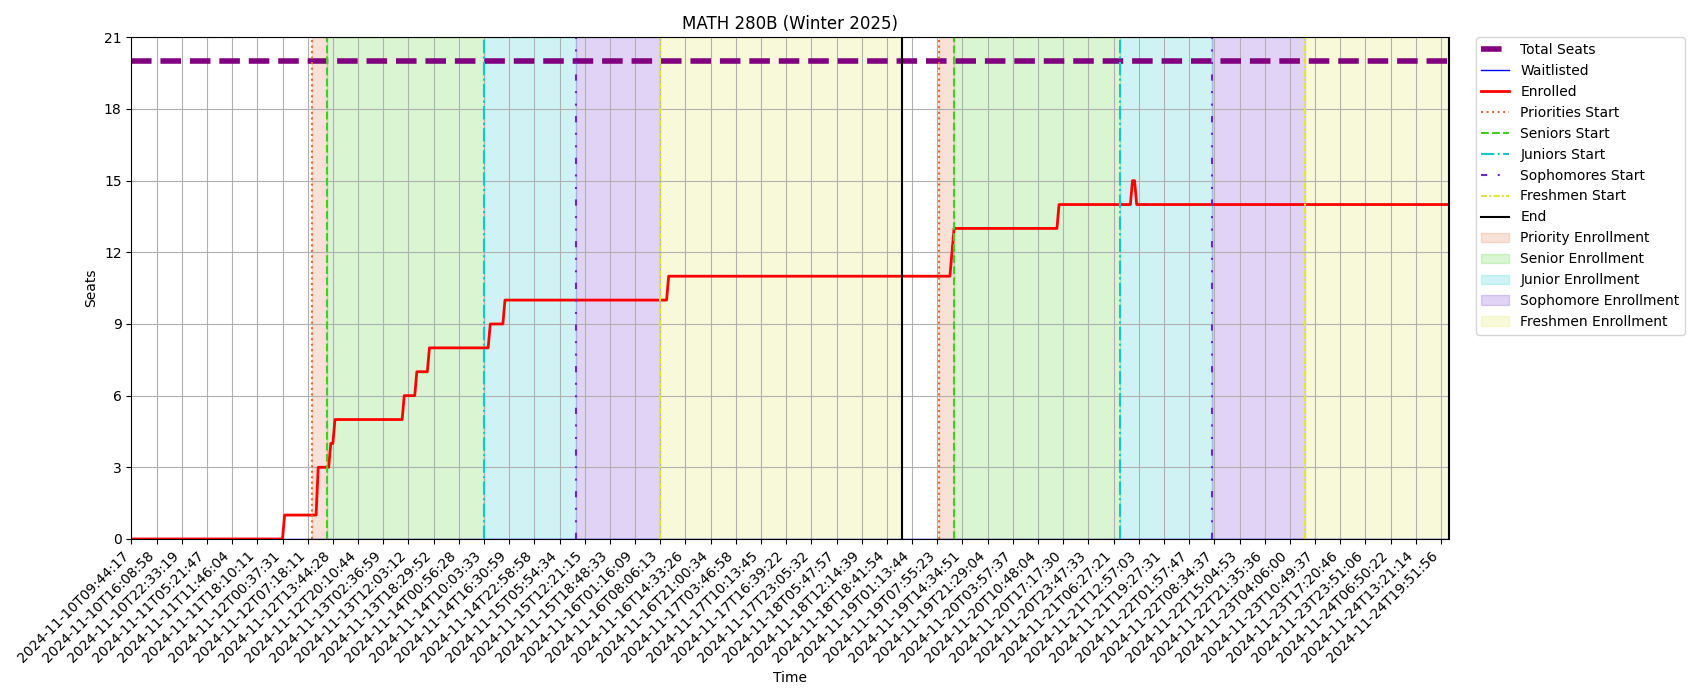 MATH 280B (Winter 2025)
21
18
15
12
9
6
3
0
Seats
2024-11-10T09:44:17
2024-11-10T16:08:58
2024-11-10T22:33:19
2024-11-11T05:21:47
2024-11-11T11:46:04
2024-11-11T18:10:11
2024-11-12T00:37:31
2024-11-12T07:18:11
2024-11-12T13:44:28
2024-11-12T20:10:44
2024-11-13T02:36:59
2024-11-13T12:03:12
2024-11-13T18:29:52
2024-11-14T00:56:28
2024-11-14T10:03:33
2024-11-14T16:30:59
2024-11-14T22:58:58
2024-11-15T05:54:34
2024-11-15T12:21:15
2024-11-15T18:48:33
2024-11-16T01:16:09
2024-11-16T08:06:13
2024-11-16T14:33:26
2024-11-16T21:00:34
2024-11-17T03:46:58
2024-11-17T10:13:45
2024-11-17T16:39:22
2024-11-17T23:05:32
2024-11-18T05:47:57
2024-11-18T12:14:39
2024-11-18T18:41:54
2024-11-19T01:13:44
2024-11-19T07:55:23
2024-11-19T14:34:51
2024-11-19T21:29:04
2024-11-20T03:57:37
2024-11-20T10:48:04
2024-11-20T17:17:30
2024-11-20T23:47:33
2024-11-21T06:27:21
2024-11-21T12:57:03
2024-11-21T19:27:31
2024-11-22T01:57:47
2024-11-22T08:34:37
2024-11-22T15:04:53
2024-11-22T21:35:36
2024-11-23T04:06:00
2024-11-23T10:49:37
2024-11-23T17:20:46
2024-11-23T23:51:06
2024-11-24T06:50:22
2024-11-24T13:21:14
2024-11-24T19:51:56
Time
Total Seats
Waitlisted
Enrolled
Priorities Start
Seniors Start
Juniors Start
Sophomores Start
Freshmen Start
End
Priority Enrollment
Senior Enrollment
Junior Enrollment
Sophomore Enrollment
Freshmen Enrollment